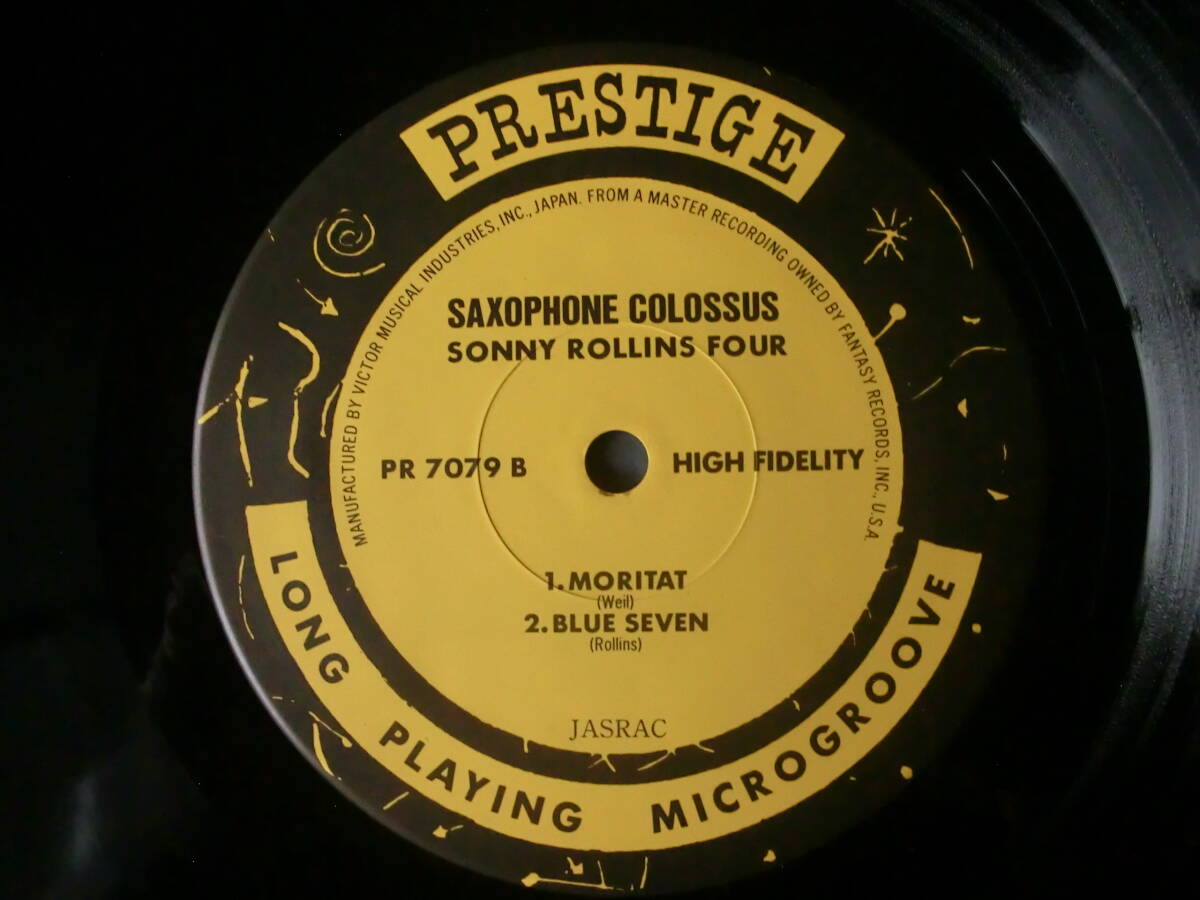 PRESTIGE
MANUFACTURED BY VICTOR MUSICAL INDUSTRIES, INC., JAPAN. FROM A MASTER RECORDING OWNED BY FANTASY RECORDS, INC., U.S.A.
SAXOPHONE COLOSSUS
SONNY ROLLINS FOUR
PR 7079 B
HIGH FIDELITY
1. MORITAT
(Weil)
2. BLUE SEVEN
(Rollins)
JASRAC
LONG PLAYING MICROGROOVE